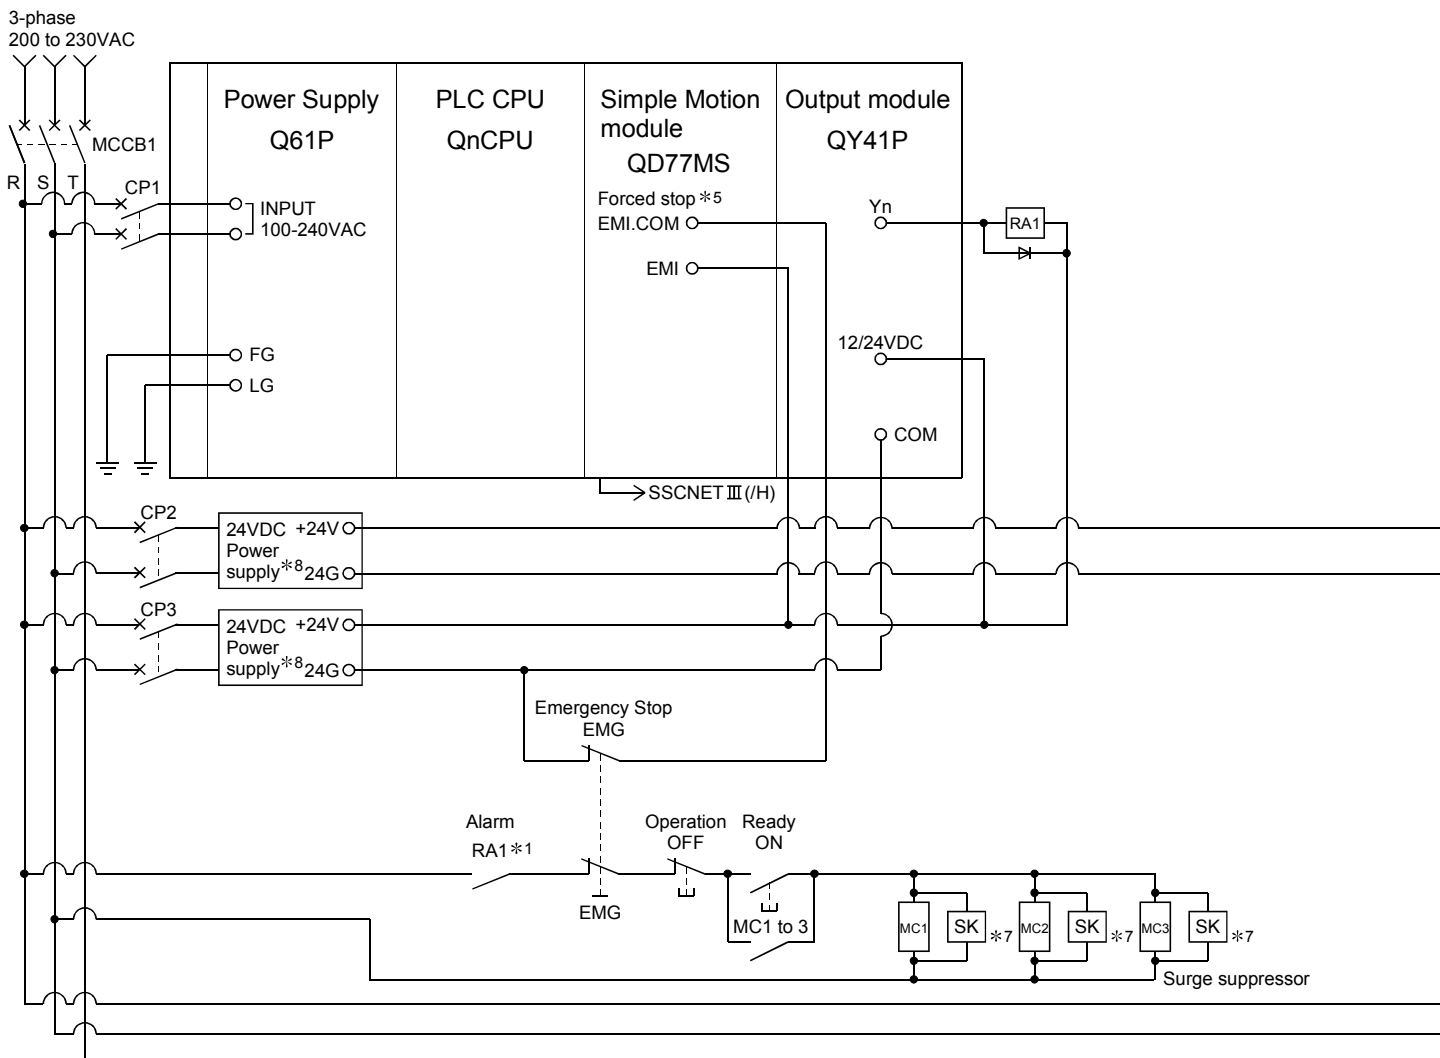 3-phase
200 to 230VAC
MCCB1
R S T
CP1
Power Supply
Q61P
INPUT
100-240VAC
FG
LG
PLC CPU
QnCPU
Simple Motion
module
QD77MS
Forced stop *5
EMI.COM
EMI
Output module
QY41P
Yn
12/24VDC
COM
RA1
SSCNETⅢ(/H)
CP2
24VDC +24V
Power
supply*8 24G
CP3
24VDC +24V
Power
supply*8 24G
Emergency Stop
EMG
Alarm
RA1*1
EMG
Operation
OFF
Ready
ON
MC1 to 3
MC1 SK *7
MC2 SK *7
MC3 SK *7
Surge suppressor